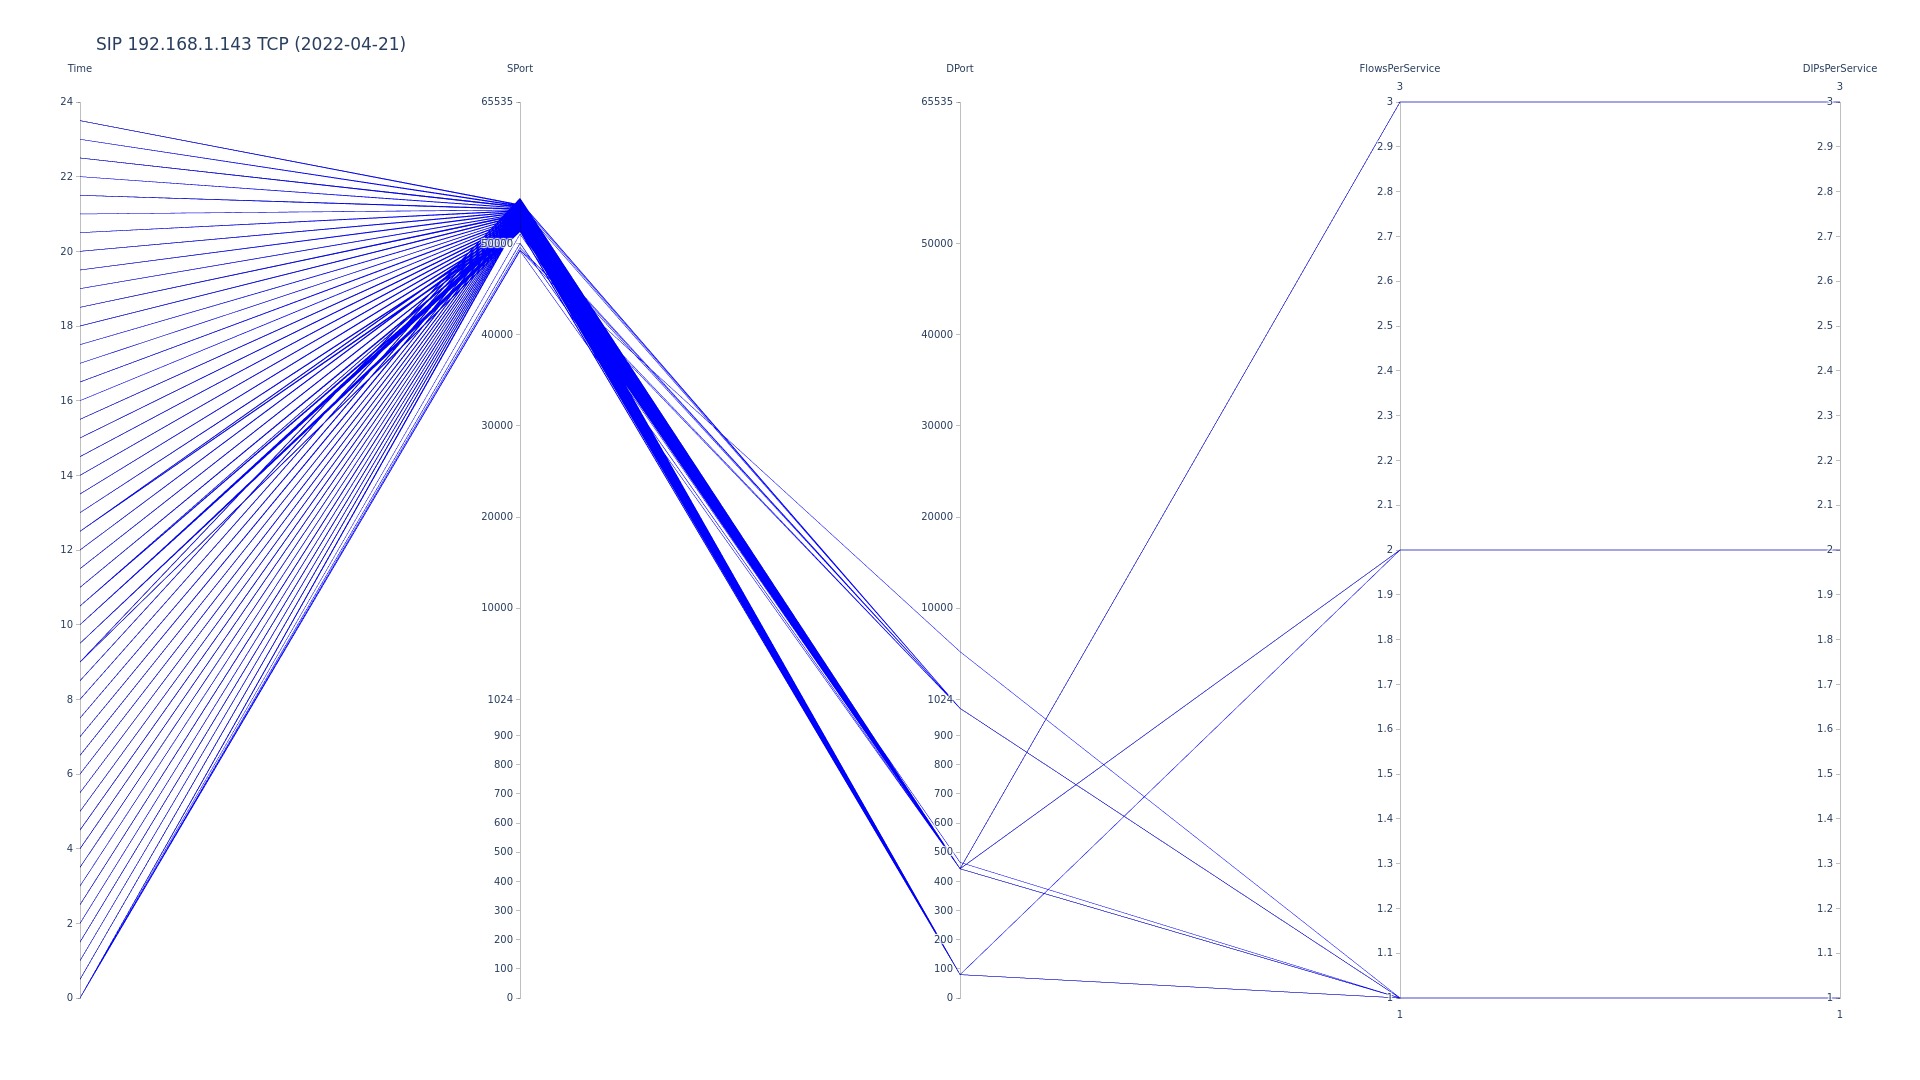 SIP 192.168.1.143 TCP (2022-04-21)
Time SPort DPort FlowsPerService DIPsPerService
3 3
24 65535 65535 3 3
2.9 2.9
22 2.8 2.8
2.7 2.7
20 50000 50000
2.6 2.6
18 40000 40000 2.5 2.5
2.4 2.4
16 30000 30000 2.3 2.3
2.2 2.2
14
2.1 2.1
20000 20000
12 2 2
10000 10000 1.9 1.9
10 1.8 1.8
1.7 1.7
8 1024 1024
900 900 1.6 1.6
6 800 800 1.5 1.5
700 700
600 600 1.4 1.4
4 500 500 1.3 1.3
400 400
300 300 1.2 1.2
2 200 200 1.1 1.1
100 100
0 0 0 1 1
1 1